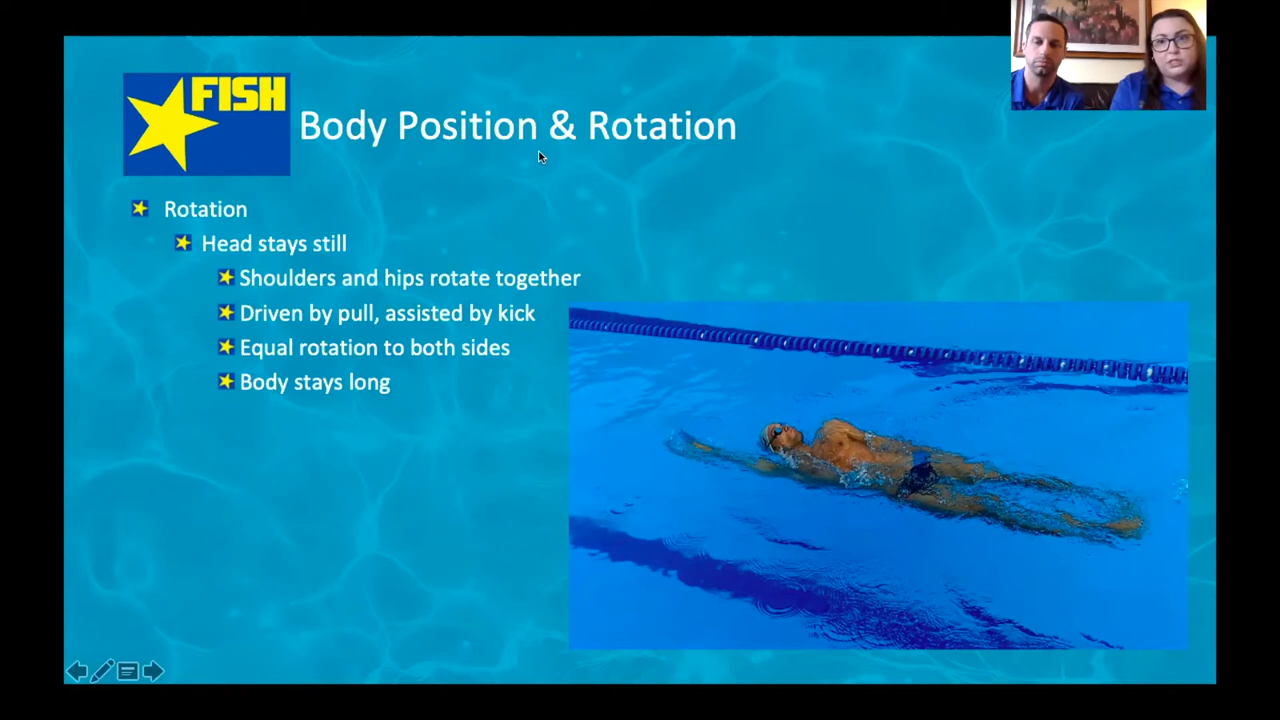 FISH
Body Position & Rotation
Rotation
Head stays still
Shoulders and hips rotate together
Driven by pull, assisted by kick
Equal rotation to both sides
Body stays long